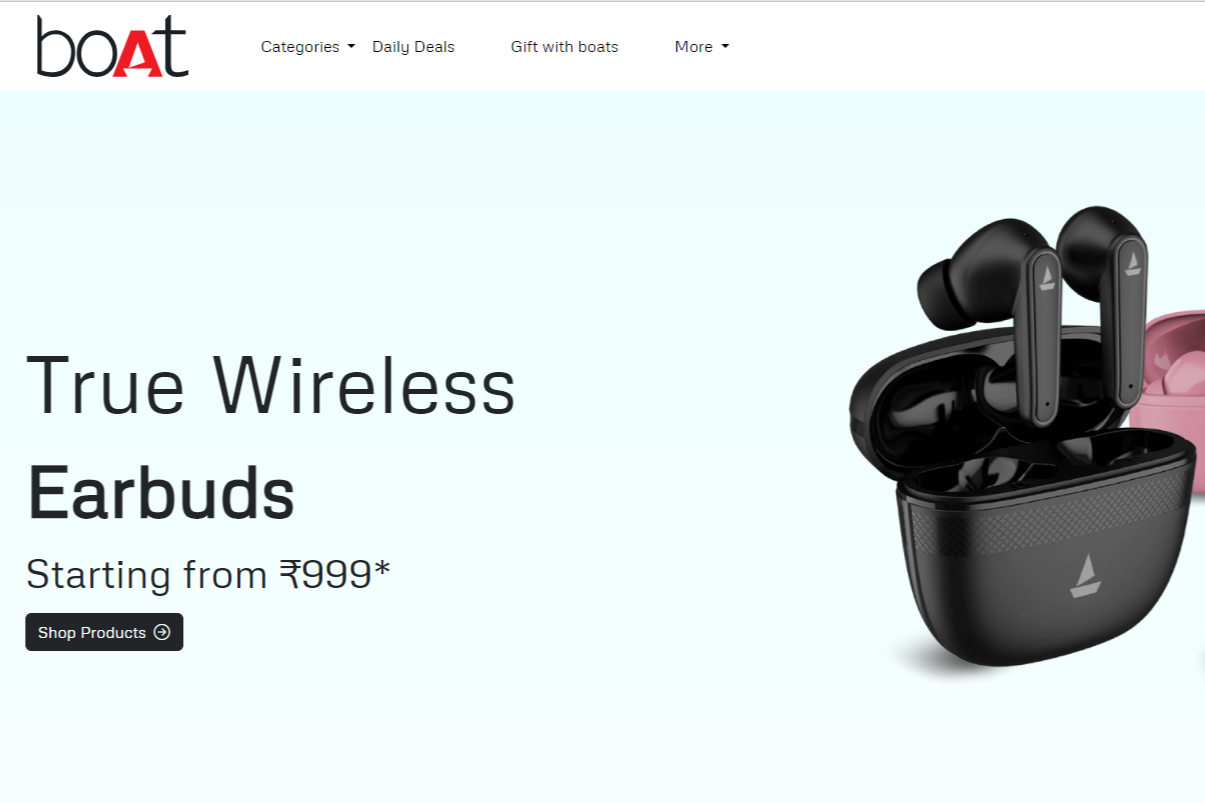 boAt
Categories Daily Deals Gift with boats More
True Wireless
Earbuds
Starting from ₹999*
Shop Products